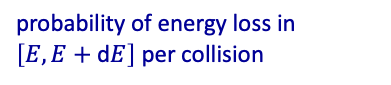 probability of energy loss in
[E, E + dE] per collision